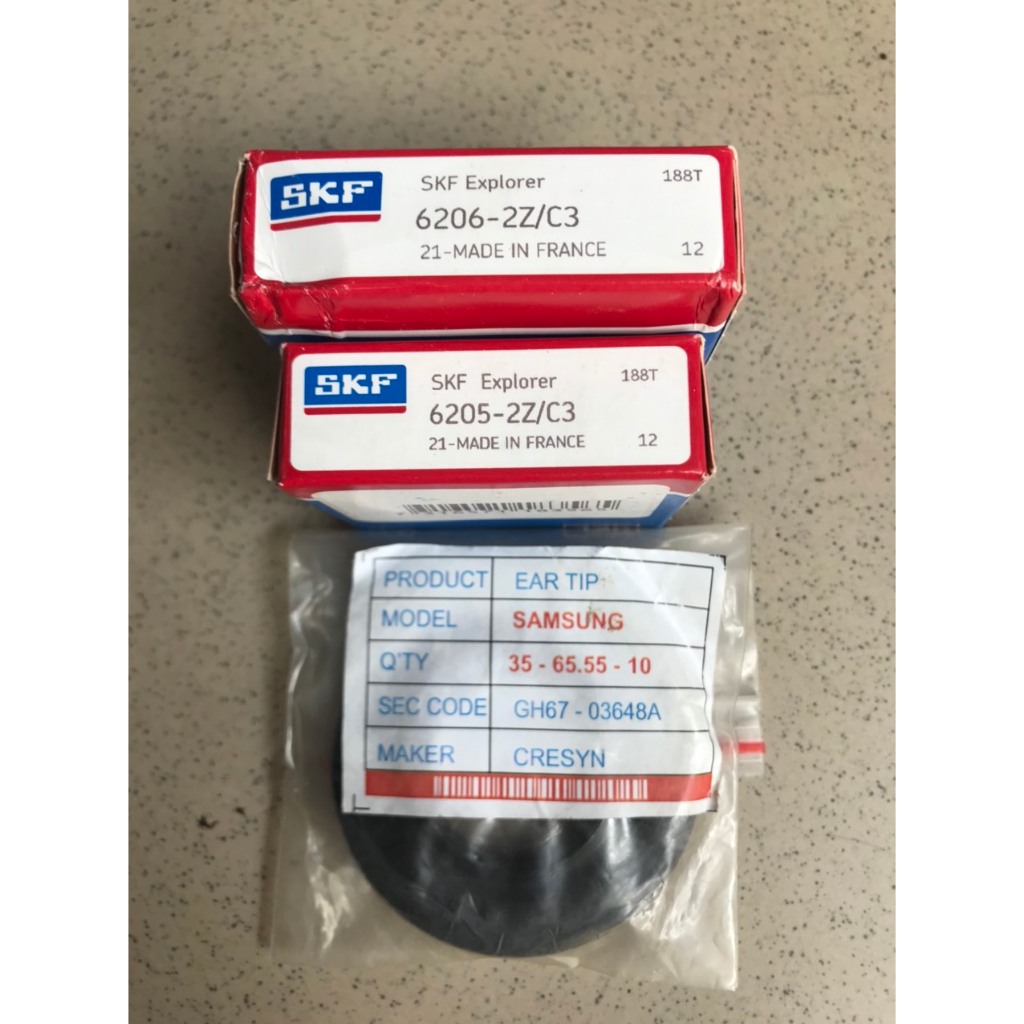 SKF
SKF Explorer 188T
6206-2Z/C3
21-MADE IN FRANCE 12
SKF
SKF Explorer 188T
6205-2Z/C3
21-MADE IN FRANCE 12
PRODUCT EAR TIP
MODEL SAMSUNG
Q'TY 35 - 65.55 - 10
SEC CODE GH67 - 03648A
MAKER CRESYN